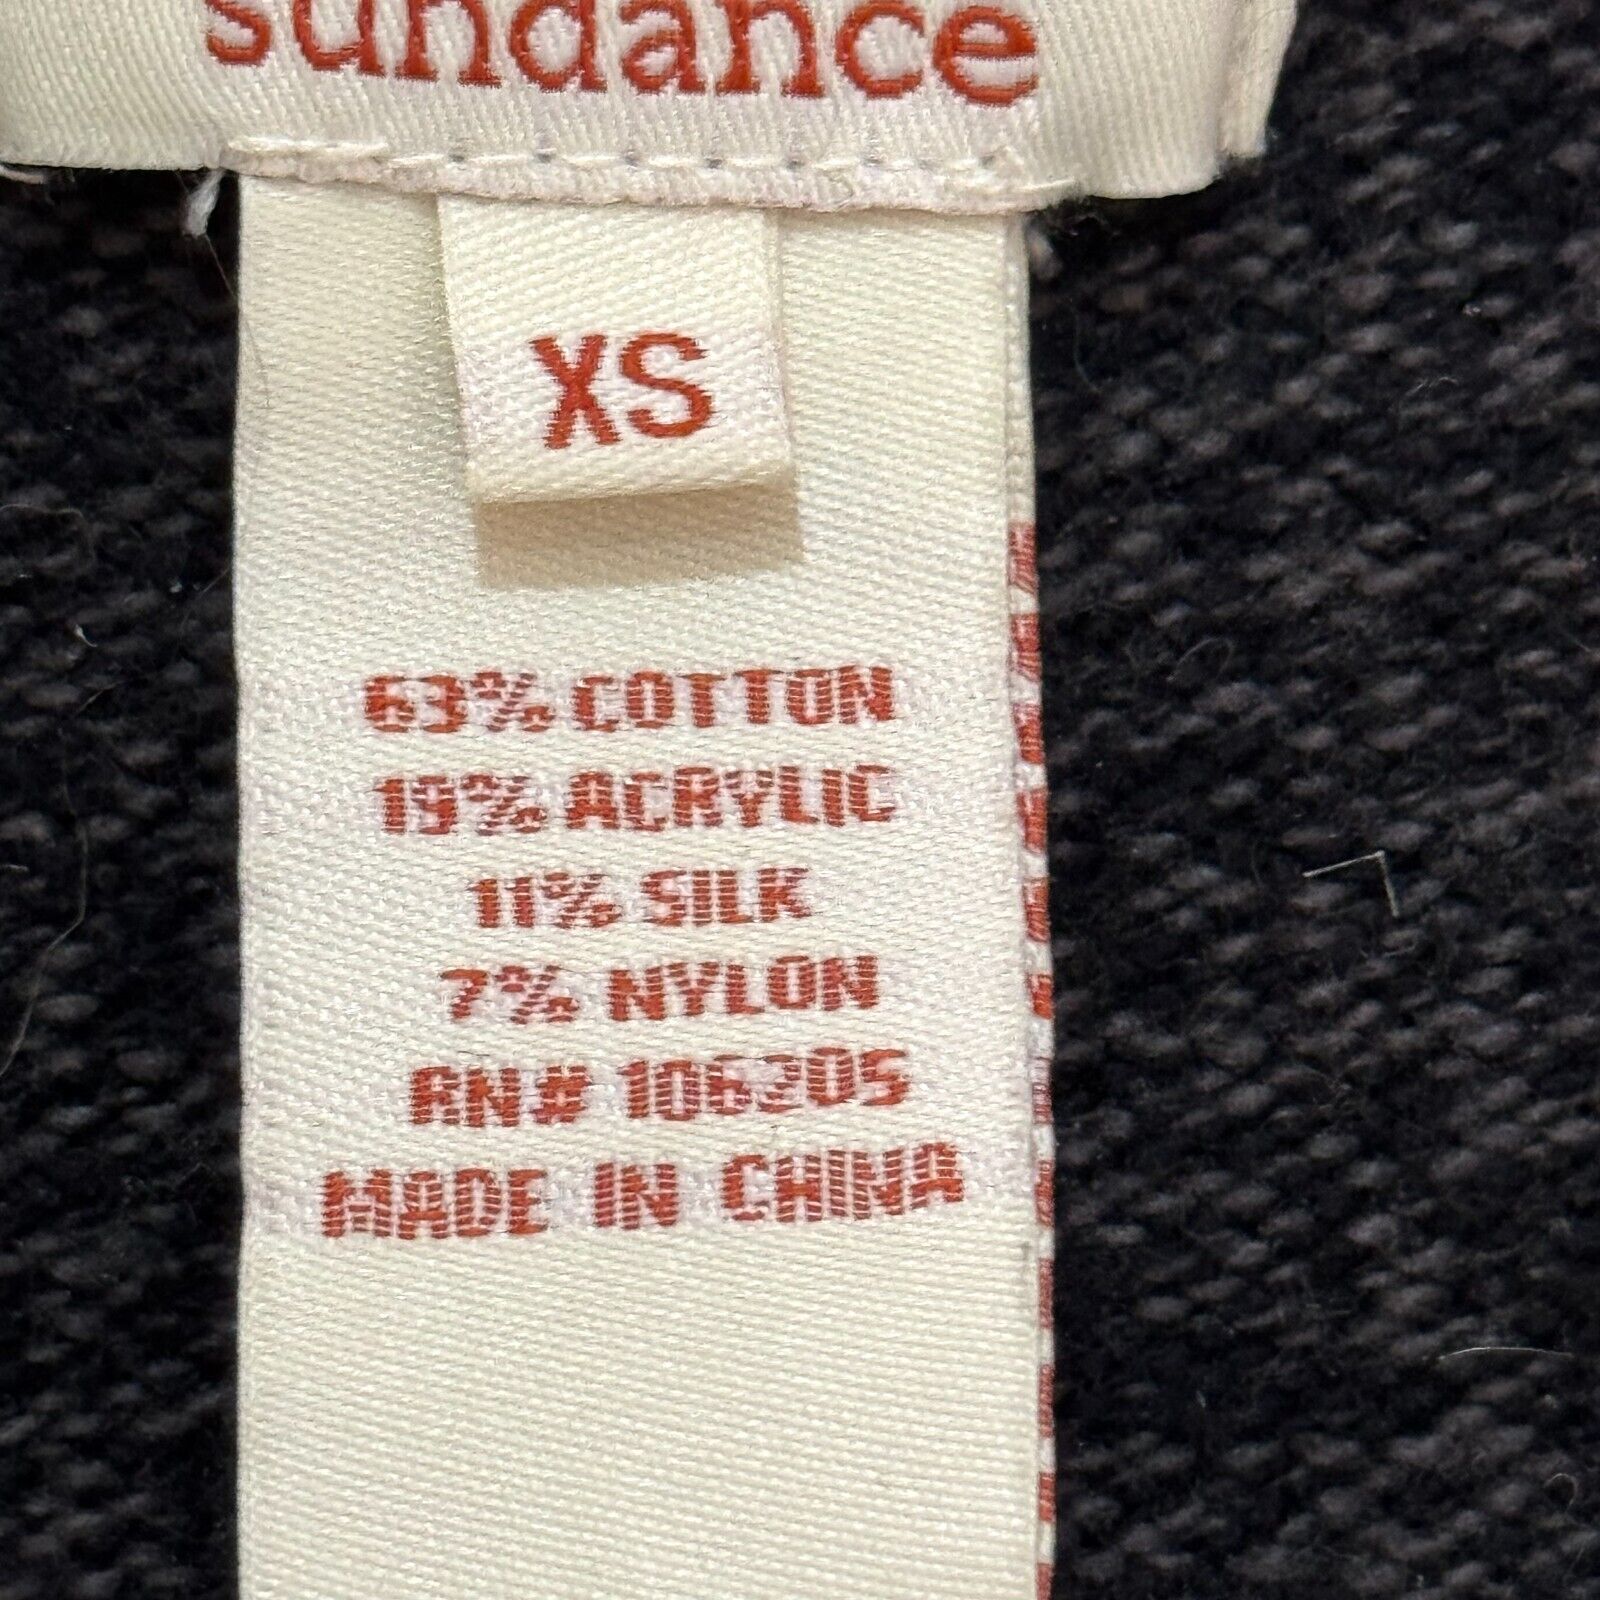 sundance
XS
63% COTTON
19% ACRYLIC
11% SILK
7% NYLON
RN# 106205
MADE IN CHINA